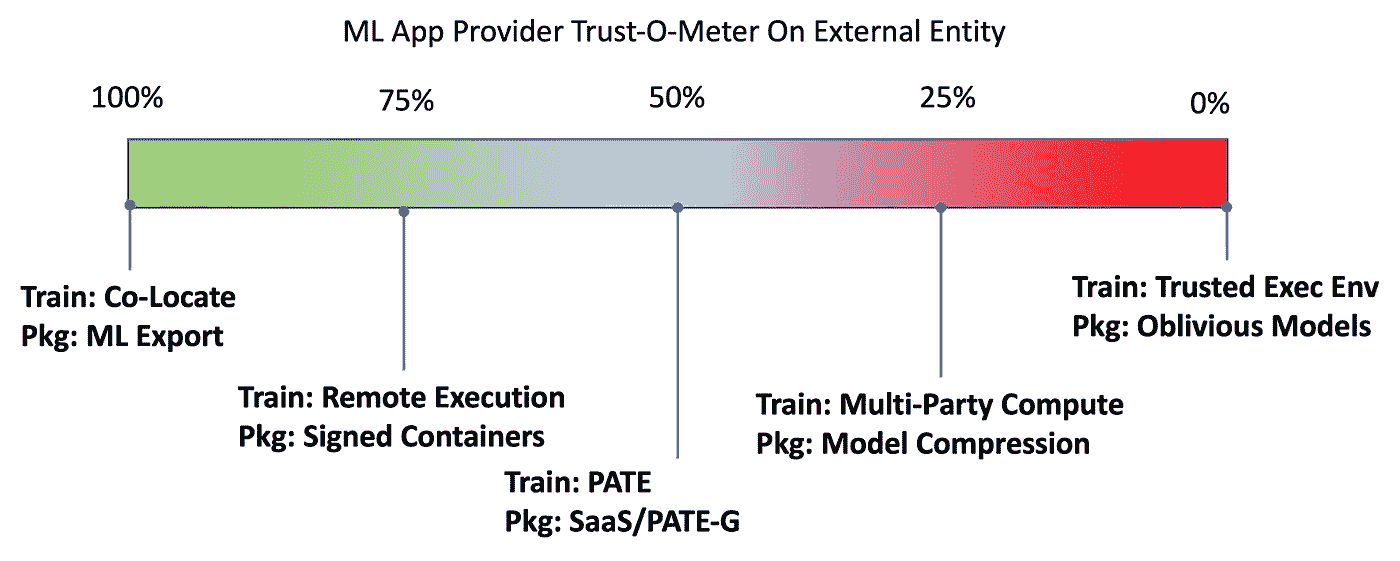 ML App Provider Trust-O-Meter On External Entity
100%
75%
50%
25%
0%
Train: Co-Locate
Pkg: ML Export
Train: Remote Execution
Pkg: Signed Containers
Train: PATE
Pkg: SaaS/PATE-G
Train: Multi-Party Compute
Pkg: Model Compression
Train: Trusted Exec Env
Pkg: Oblivious Models